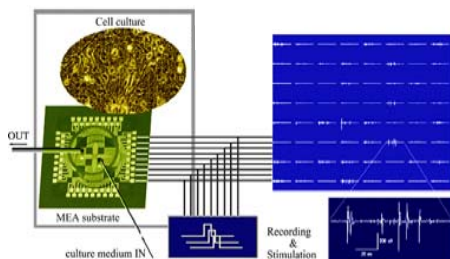 Cell culture
OUT
MEA substrate
culture medium IN
Recording
&
Stimulation